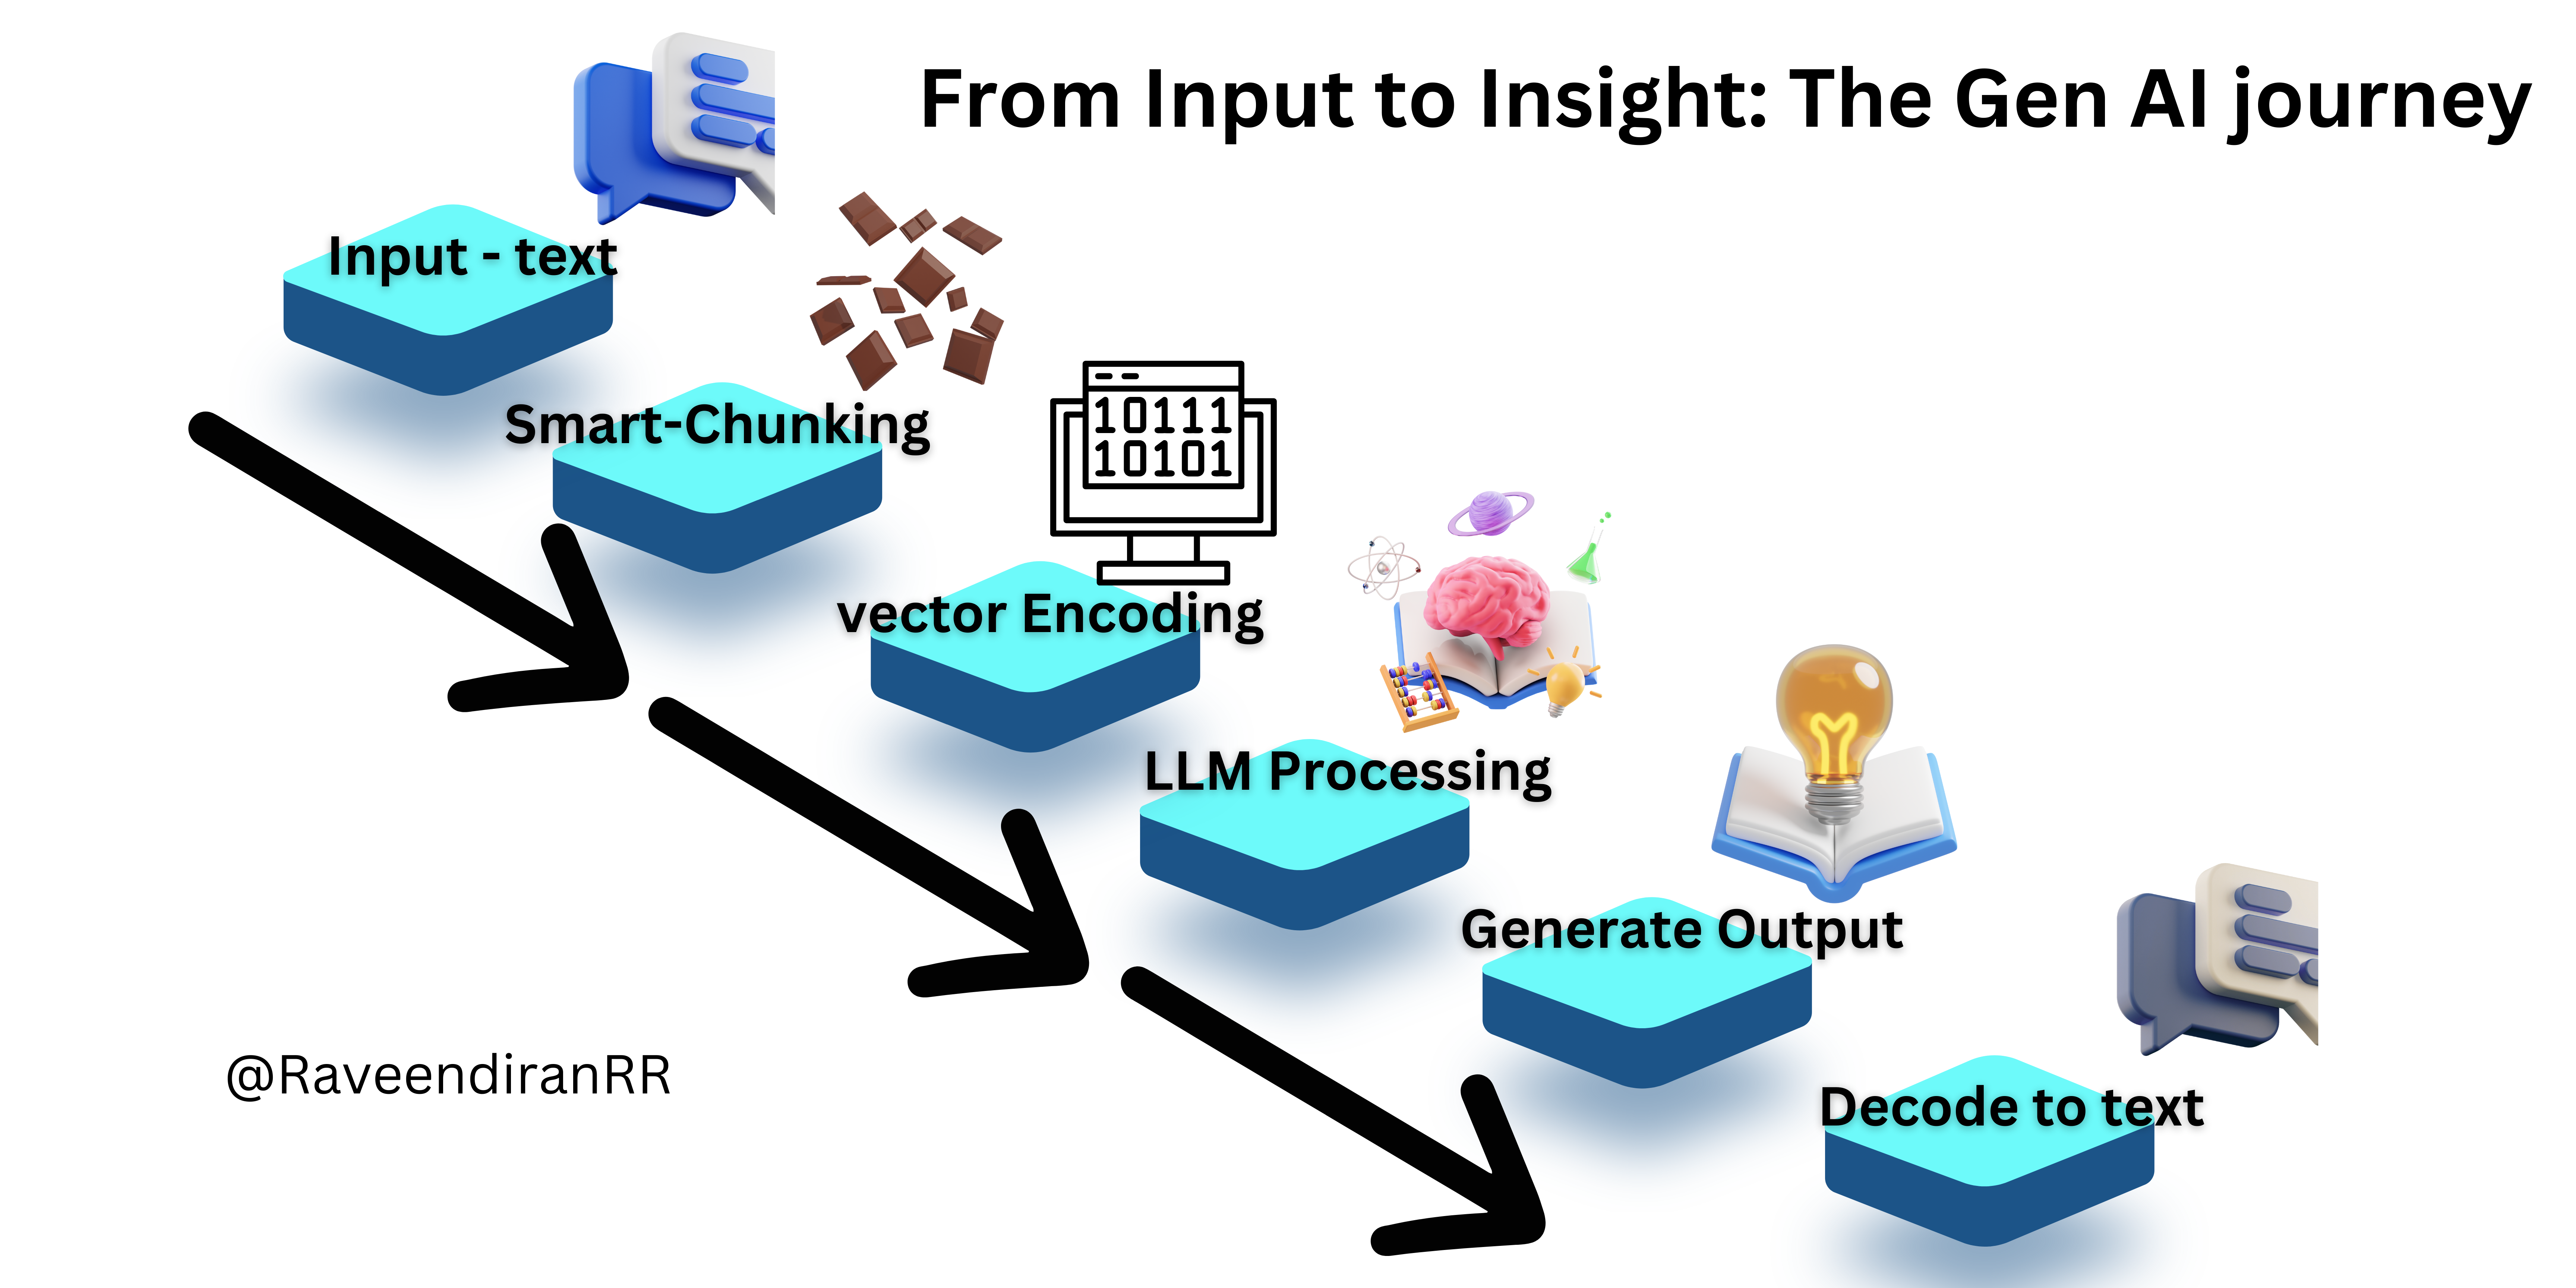 From Input to Insight: The Gen AI journey
Input - text
Smart-Chunking
10111
10101
vector Encoding
LLM Processing
Generate Output
Decode to text
@RaveendiranRR